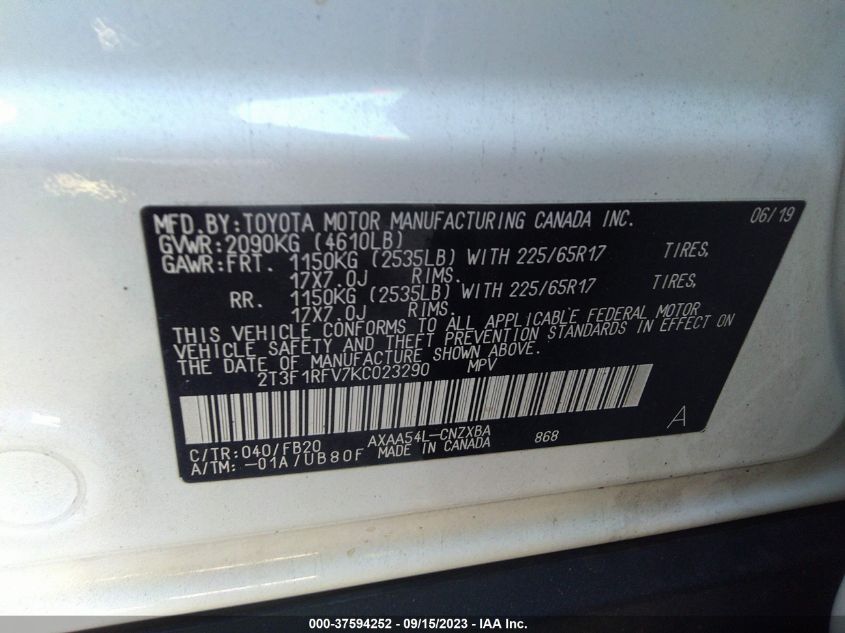 MFD.BY:TOYOTA MOTOR MANUFACTURING CANADA INC. 06/19
GVWR:2090KG (4610LB)
GAWR:FRT. 1150KG (2535LB) WITH 225/65R17 TIRES,
17X7.0J RIMS.
RR. 1150KG (2535LB) WITH 225/65R17 TIRES,
17X7.0J RIMS.
THIS VEHICLE CONFORMS TO ALL APPLICABLE FEDERAL MOTOR
VEHICLE SAFETY AND THEFT PREVENTION STANDARDS IN EFFECT ON
THE DATE OF MANUFACTURE SHOWN ABOVE.
2T3F1RFV7KC023290 MPV
A
C/TR:040/FB20 AXAA54L-CNZXBA 868
A/TM:-01A/UB80F MADE IN CANADA
000-37594252 - 09/15/2023 - IAA Inc.